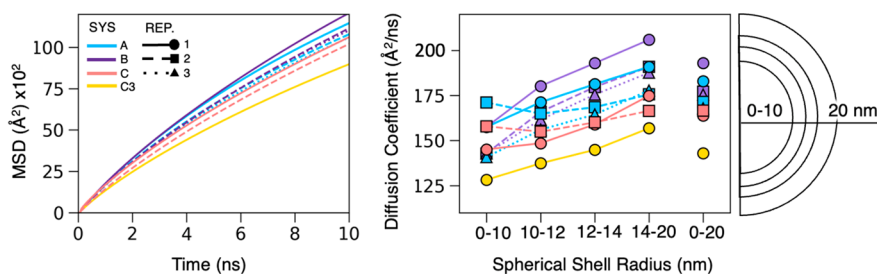 SYS REP.
A 1
B 2
C 3
C3
MSD (Å²) x10²
100
75
50
25
0
0 2 4 6 8 10
Time (ns)
Diffusion Coefficient (Å²/ns)
200
175
150
125
0-10 10-12 12-14 14-20 0-20
Spherical Shell Radius (nm)
0-10 20 nm